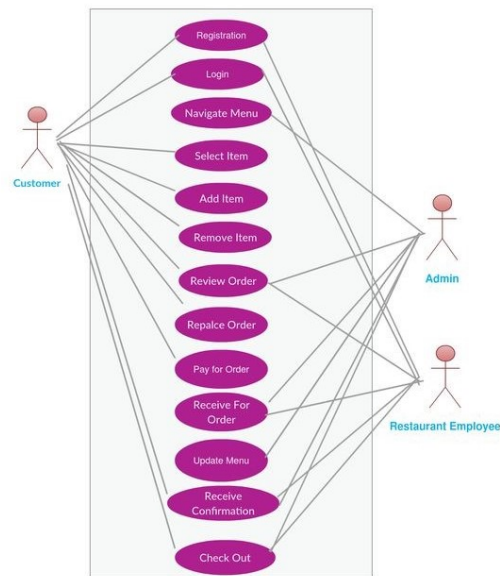 Registration
Login
Navigate Menu
Select Item
Customer
Add Item
Remove Item
Review Order
Admin
Repalce Order
Pay for Order
Receive For
Order
Restaurant Employee
Update Menu
Receive
Confirmation
Check Out